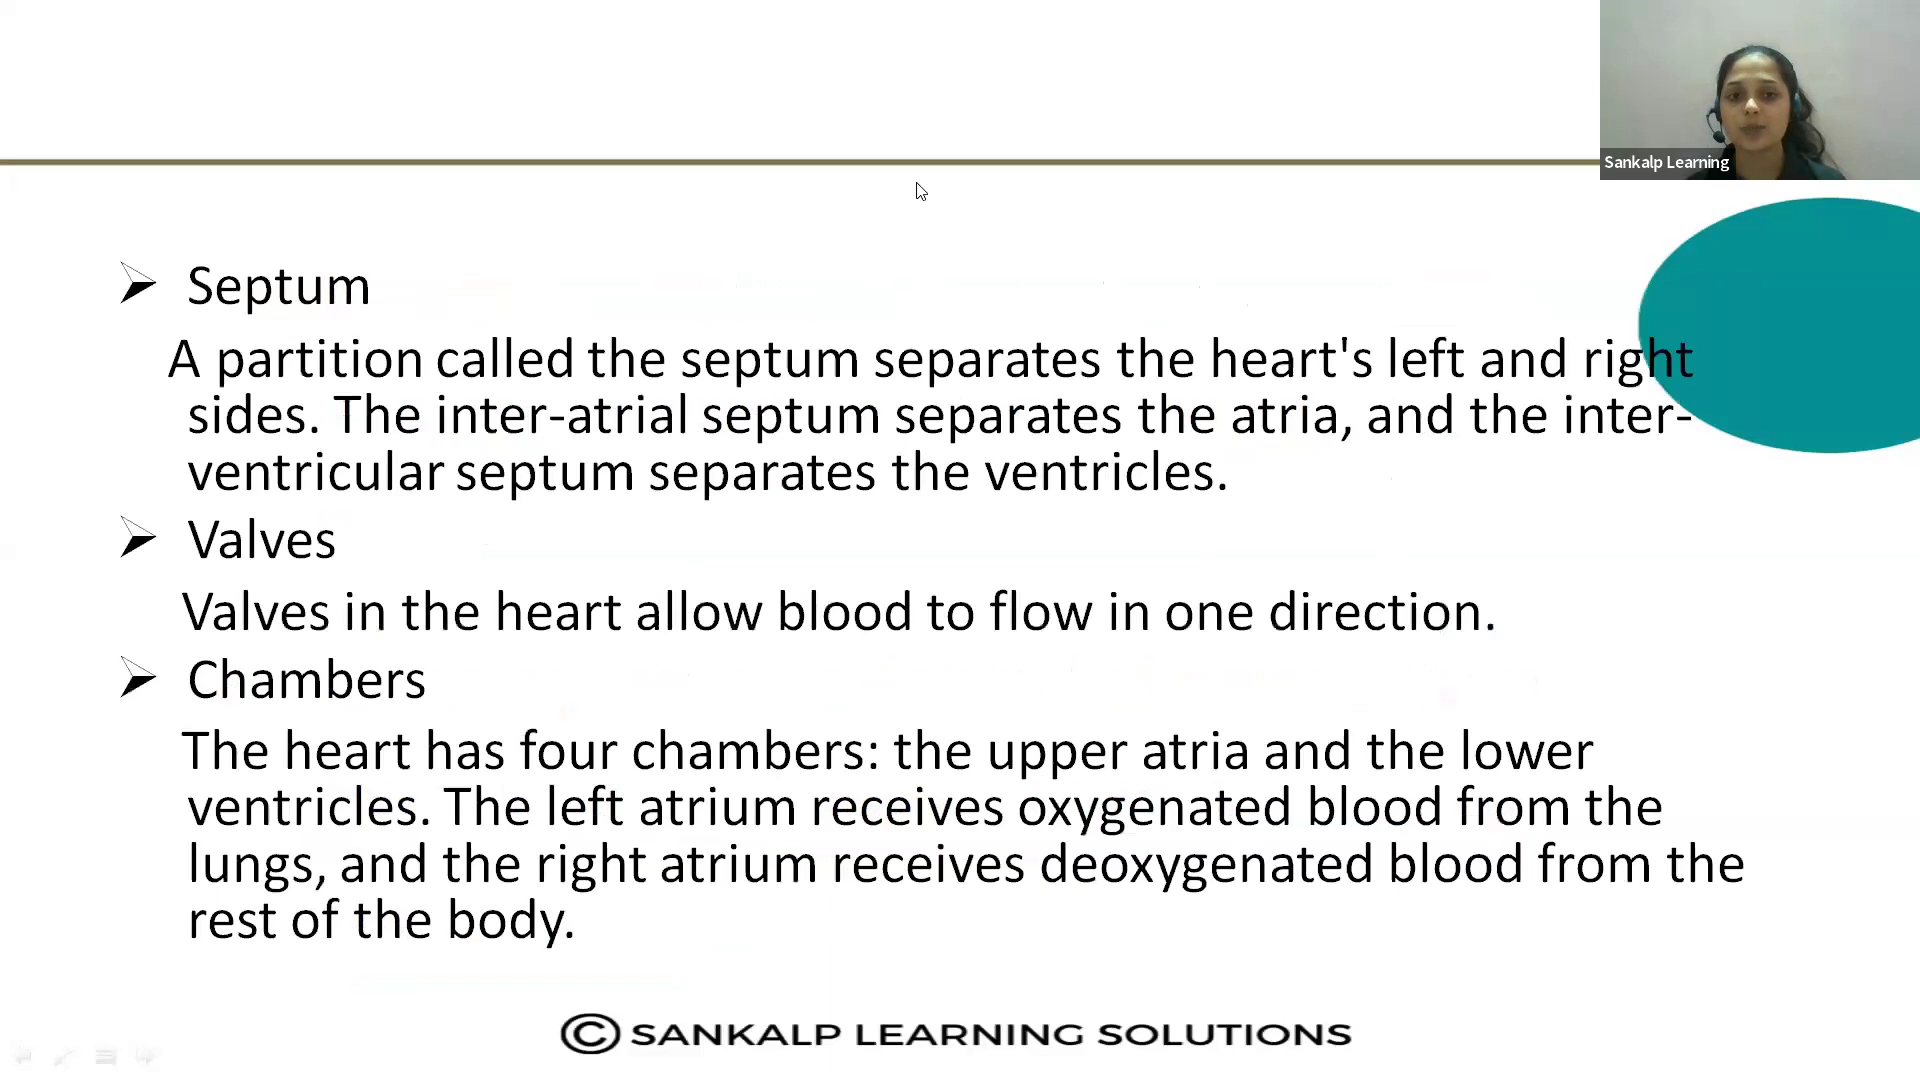 Sankalp Learning
Septum
A partition called the septum separates the heart's left and right
sides. The inter-atrial septum separates the atria, and the inter-
ventricular septum separates the ventricles.
Valves
Valves in the heart allow blood to flow in one direction.
Chambers
The heart has four chambers: the upper atria and the lower
ventricles. The left atrium receives oxygenated blood from the
lungs, and the right atrium receives deoxygenated blood from the
rest of the body.
© SANKALP LEARNING SOLUTIONS